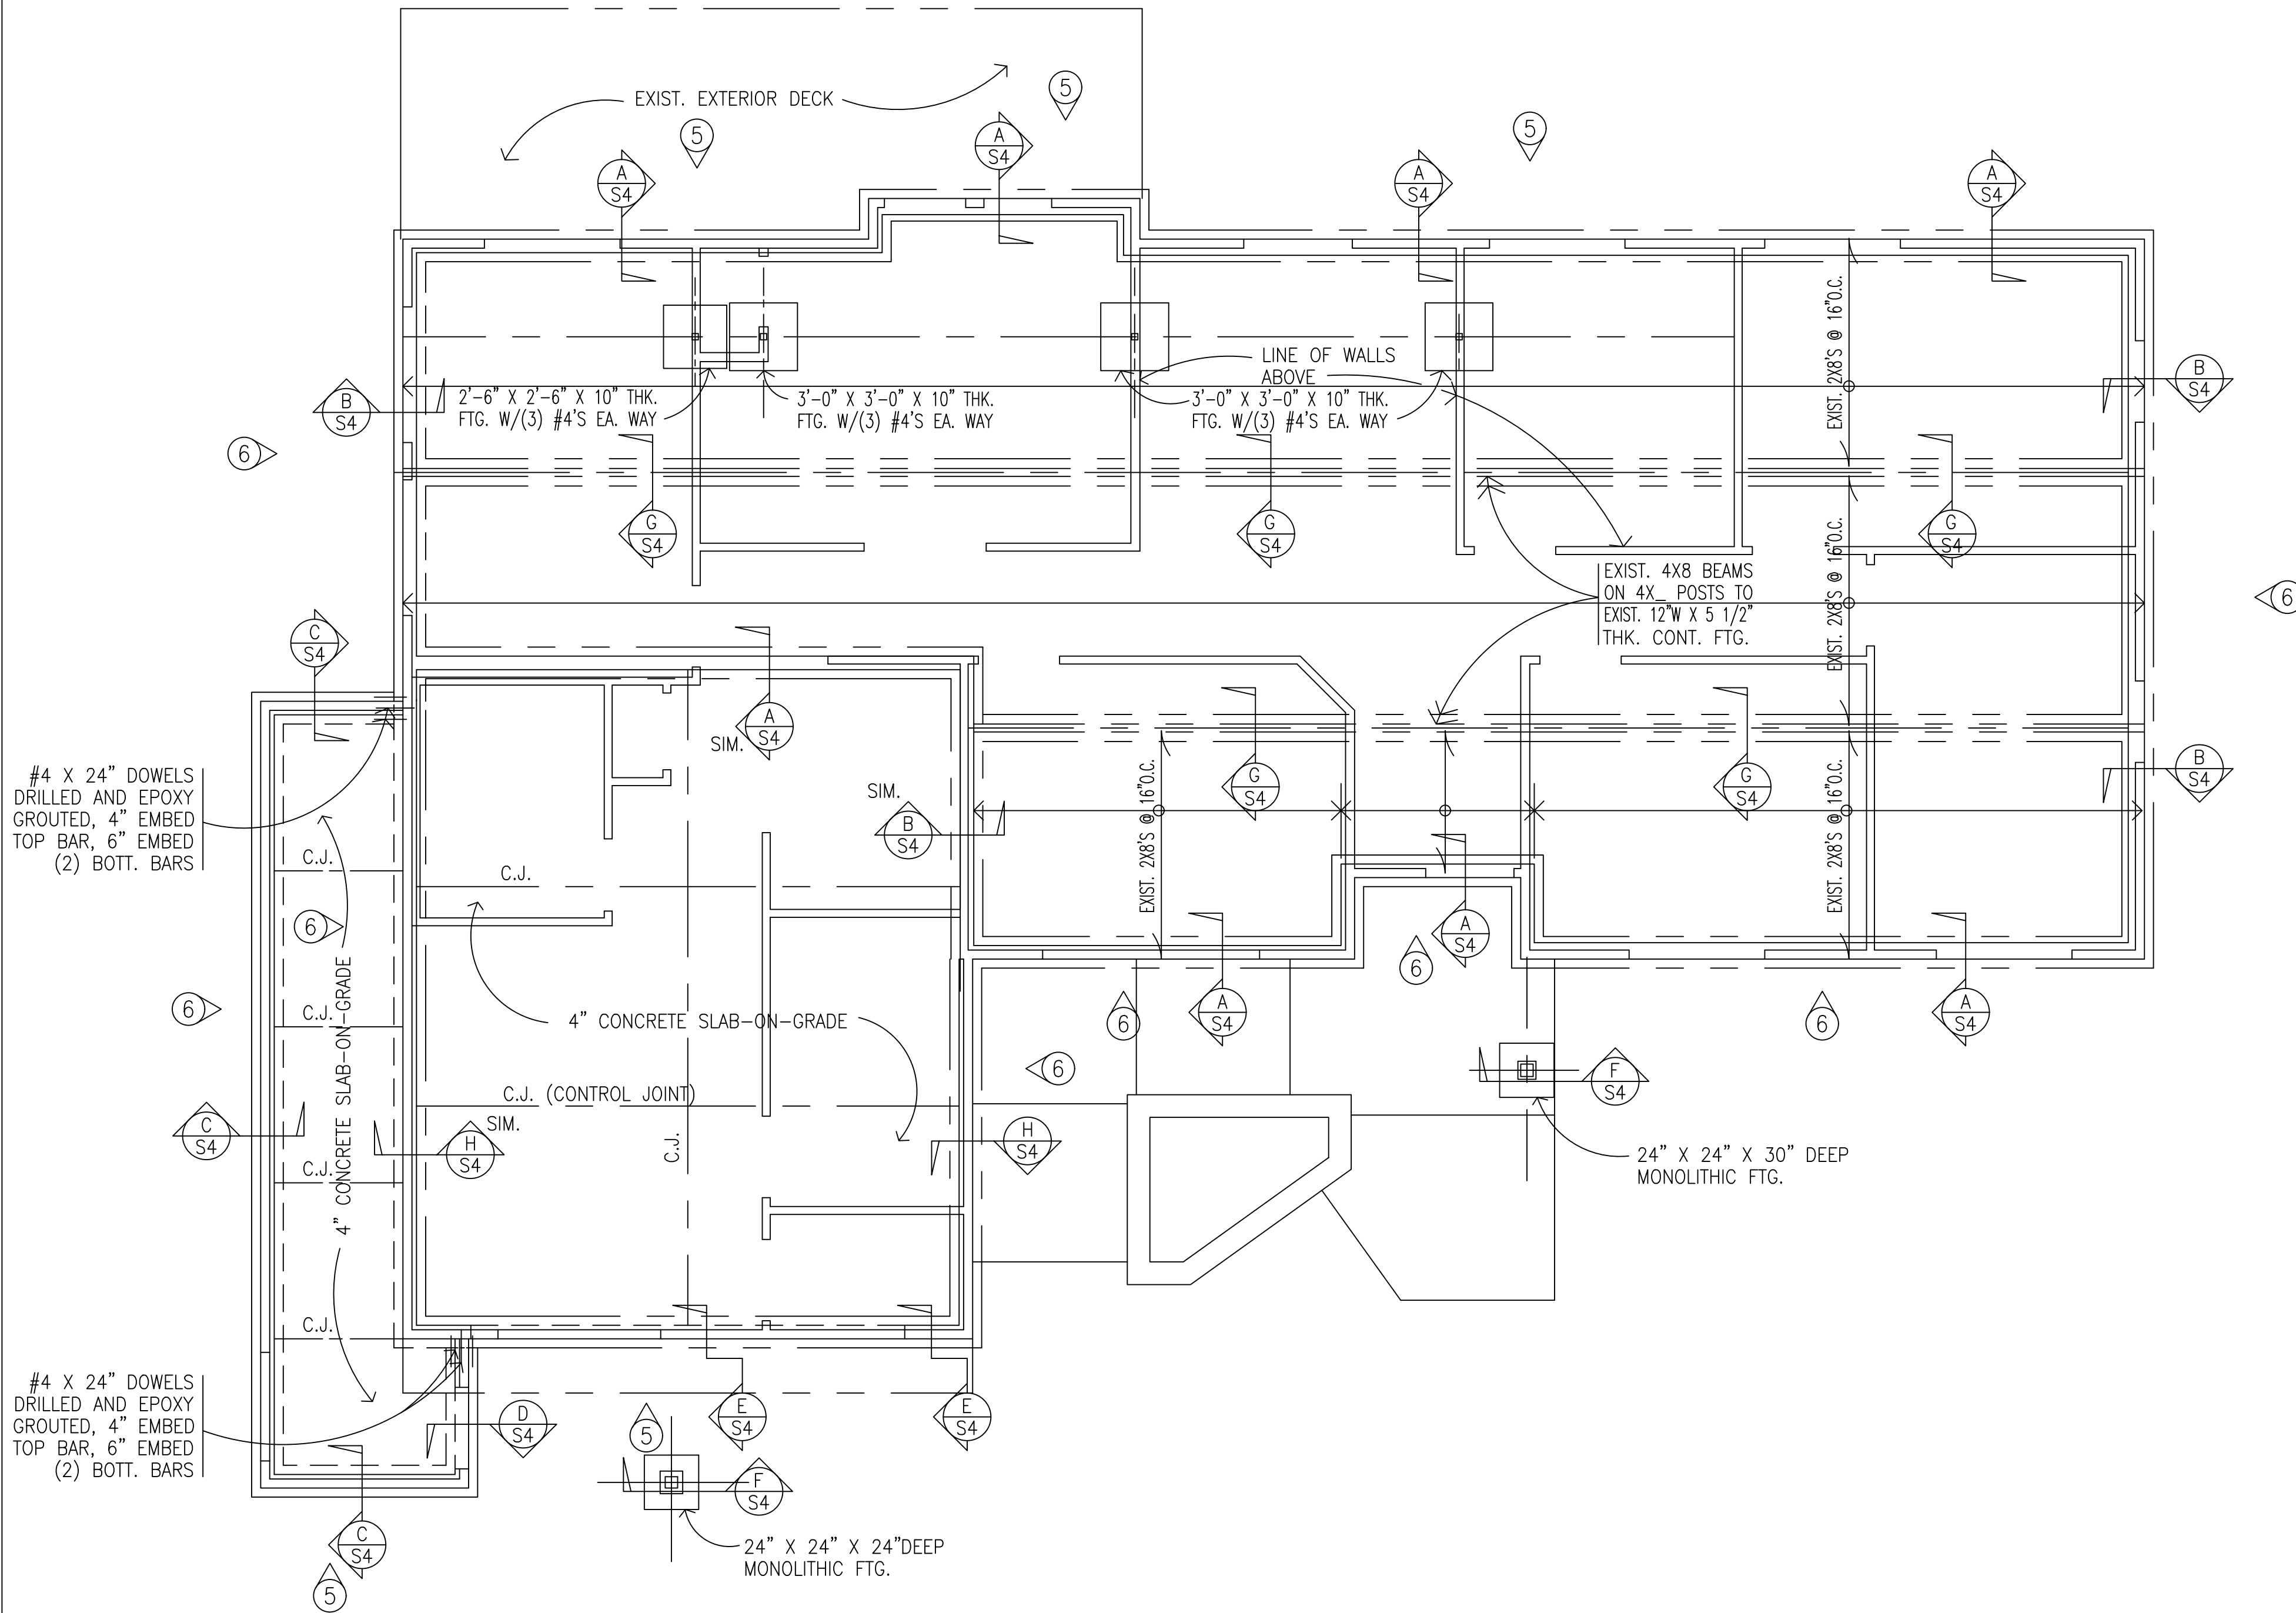 EXIST. EXTERIOR DECK
5
5
5
A
S4
A
S4
A
S4
A
S4
LINE OF WALLS
ABOVE
2'-6" X 2'-6" X 10" THK.
FTG. W/(3) #4'S EA. WAY
3'-0" X 3'-0" X 10" THK.
FTG. W/(3) #4'S EA. WAY
3'-0" X 3'-0" X 10" THK.
FTG. W/(3) #4'S EA. WAY
EXIST. 2X8'S @ 16"O.C.
B
S4
B
S4
6
G
S4
G
S4
G
S4
EXIST. 2X8'S @ 16"O.C.
EXIST. 4X8 BEAMS
ON 4X_ POSTS TO
EXIST. 12"W X 5 1/2"
THK. CONT. FTG.
6
C
S4
A
S4
SIM.
G
S4
G
S4
B
S4
#4 X 24" DOWELS
DRILLED AND EPOXY
GROUTED, 4" EMBED
TOP BAR, 6" EMBED
(2) BOTT. BARS
SIM.
B
S4
EXIST. 2X8'S @ 16"O.C.
EXIST. 2X8'S @ 16"O.C.
C.J.
C.J.
6
A
S4
6
6
C.J.
4" CONCRETE SLAB-ON-GRADE
4" CONCRETE SLAB-ON-GRADE
6
A
S4
6
A
S4
6
C.J. (CONTROL JOINT)
F
S4
C
S4
SIM.
H
S4
C.J.
H
S4
C.J.
24" X 24" X 30" DEEP
MONOLITHIC FTG.
C.J.
#4 X 24" DOWELS
DRILLED AND EPOXY
GROUTED, 4" EMBED
TOP BAR, 6" EMBED
(2) BOTT. BARS
D
S4
5
E
S4
E
S4
F
S4
C
S4
24" X 24" X 24"DEEP
MONOLITHIC FTG.
5